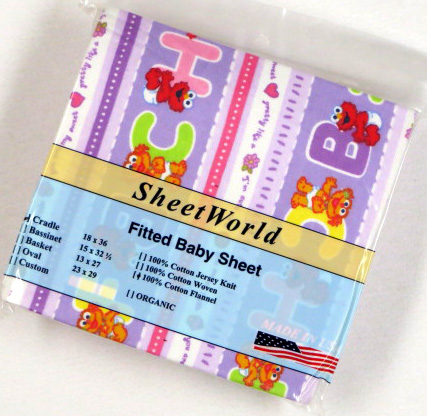 C H
B
SheetWorld
Fitted Baby Sheet
Cradle 18 x 36
[ ] Bassinet 15 x 32 ½
[ ] Basket 13 x 27
[ ] Oval 23 x 29
[ ] Custom
[ ] 100% Cotton Jersey Knit
[ ] 100% Cotton Woven
[+ 100% Cotton Flannel
[ ] ORGANIC
MADE IN US